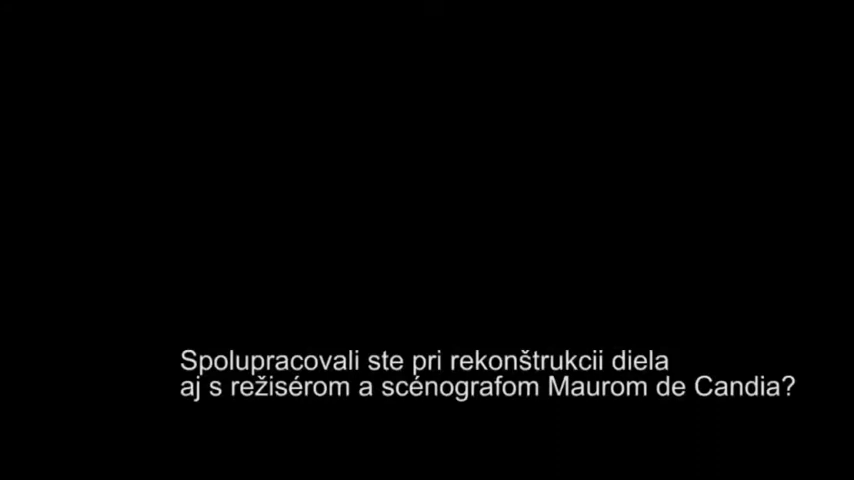 Spolupracovali ste pri rekonštrukcii diela
aj s režisérom a scénografom Maurom de Candia?